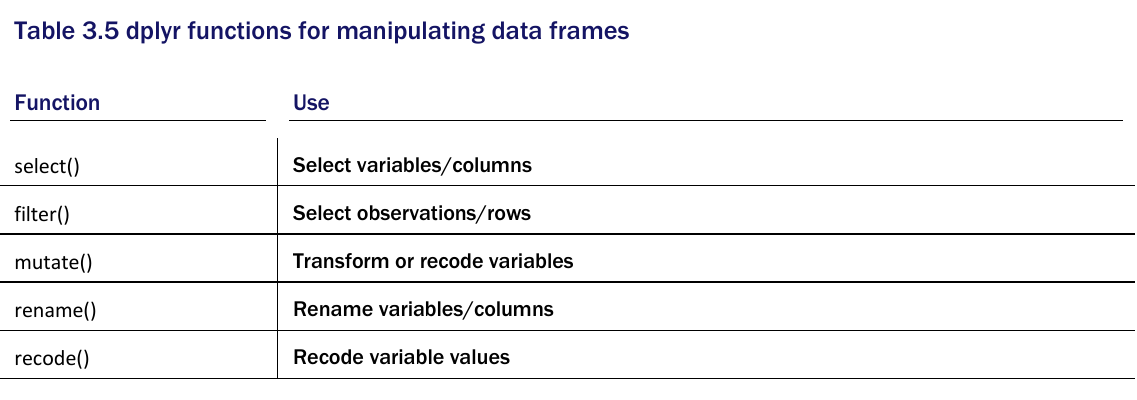 Table 3.5 dplyr functions for manipulating data frames
Function Use
select() Select variables/columns
filter() Select observations/rows
mutate() Transform or recode variables
rename() Rename variables/columns
recode() Recode variable values